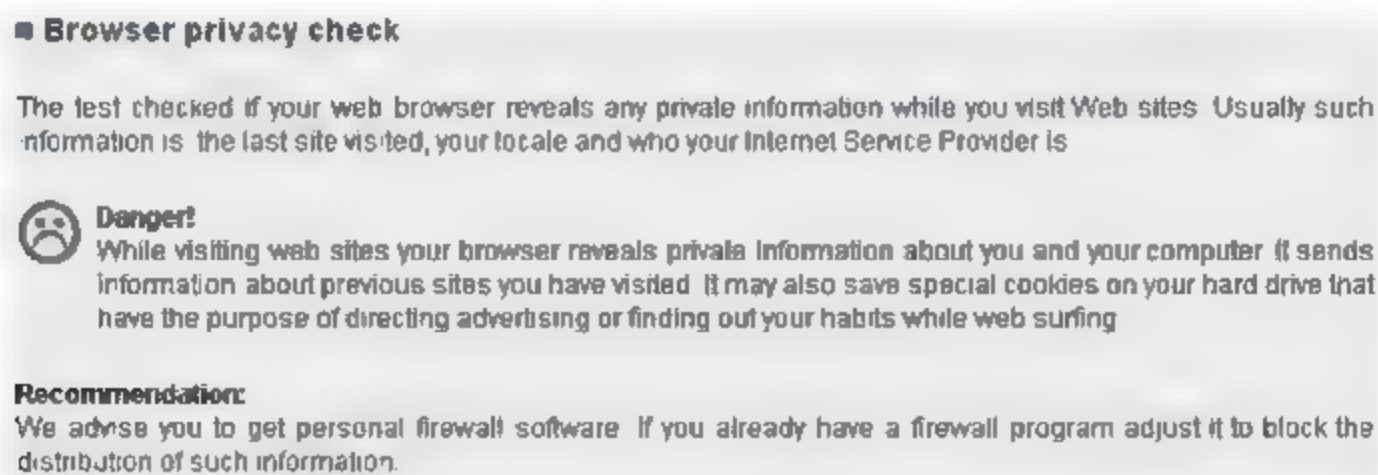 Browser privacy check
The test checked if your web browser reveals any private information while you visit Web sites Usually such
nformation is the last site visited, your locale and who your Internet Service Provider is
Danger!
While visiting web sites your browser reveals private information about you and your computer It sends
information about previous sites you have visited It may also save special cookies on your hard drive that
have the purpose of directing advertising or finding out your habits while web surfing
Recommendation:
We advise you to get personal firewall software If you already have a firewall program adjust it to block the
distribution of such information.